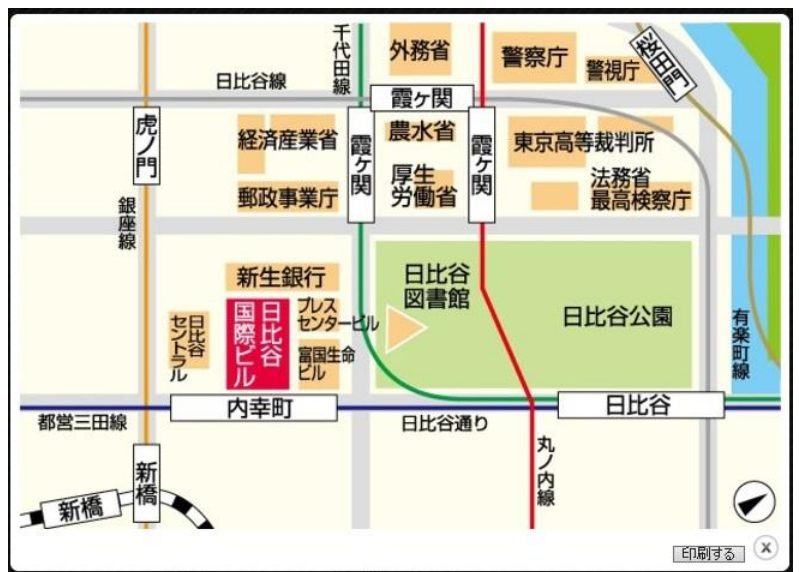 千代田線
外務省
警察庁
警視庁
桜田門
日比谷線
霞ヶ関
虎ノ門
経済産業省
霞ヶ関
農水省
霞ヶ関
東京高等裁判所
厚生
労働省
法務省
最高検察庁
郵政事業庁
銀座線
新生銀行
日比谷
図書館
日比谷公園
有楽町線
日比谷
セントラル
日比谷
国際ビル
プレス
センタービル
富国生命
ビル
内幸町
日比谷
都営三田線
日比谷通り
丸ノ内線
新橋
新橋
印刷する
X